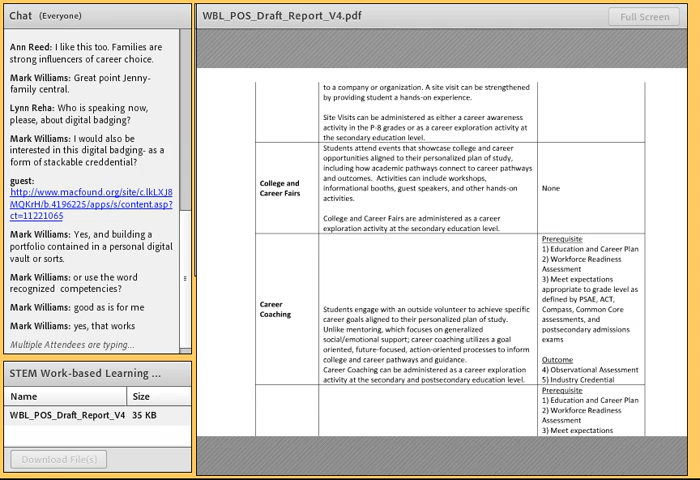 Chat (Everyone)
Ann Reed: I like this too. Families are
strong influencers of career choice.
Mark Williams: Great point Jenny-
family central.
Lynn Reha: Who is speaking now,
please, about digital badging?
Mark Williams: I would also be
interested in this digital badging- as a
form of stackable creddential?
guest:
http://www.macfound.org/site/c.lkLXJ8
MQKrH/b.4196225/apps/s/content.asp?
ct=11221065
Mark Williams: Yes, and building a
portfolio contained in a personal digital
vault or sorts.
Mark Williams: or use the word
recognized competencies?
Mark Williams: good as is for me
Mark Williams: yes, that works
Multiple Attendees are typing...
STEM Work-based Learning ...
Name Size
WBL_POS_Draft_Report_V4 35 KB
Download File(s)
WBL_POS_Draft_Report_V4.pdf
Full Screen
to a company or organization. A site visit can be strengthened
by providing student a hands-on experience.
Site Visits can be administered as either a career awareness
activity in the P-8 grades or as a career exploration activity at
the secondary education level.
College and
Career Fairs
Students attend events that showcase college and career
opportunities aligned to their personalized plan of study,
including how academic pathways connect to career pathways
and outcomes. Activities can include workshops,
informational booths, guest speakers, and other hands-on
activities.
College and Career Fairs are administered as a career
exploration activity at the secondary education level.
None
Career
Coaching
Students engage with an outside volunteer to achieve specific
career goals aligned to their personalized plan of study.
Unlike mentoring, which focuses on generalized
social/emotional support; career coaching utilizes a goal
oriented, future-focused, action-oriented processes to inform
college and career pathways and guidance.
Career Coaching can be administered as a career exploration
activity at the secondary and postsecondary education level.
Prerequisite
1) Education and Career Plan
2) Workforce Readiness
Assessment
3) Meet expectations
appropriate to grade level as
defined by PSAE, ACT,
Compass, Common Core
assessments, and
postsecondary admissions
exams
Outcome
4) Observational Assessment
5) Industry Credential
Prerequisite
1) Education and Career Plan
2) Workforce Readiness
Assessment
3) Meet expectations